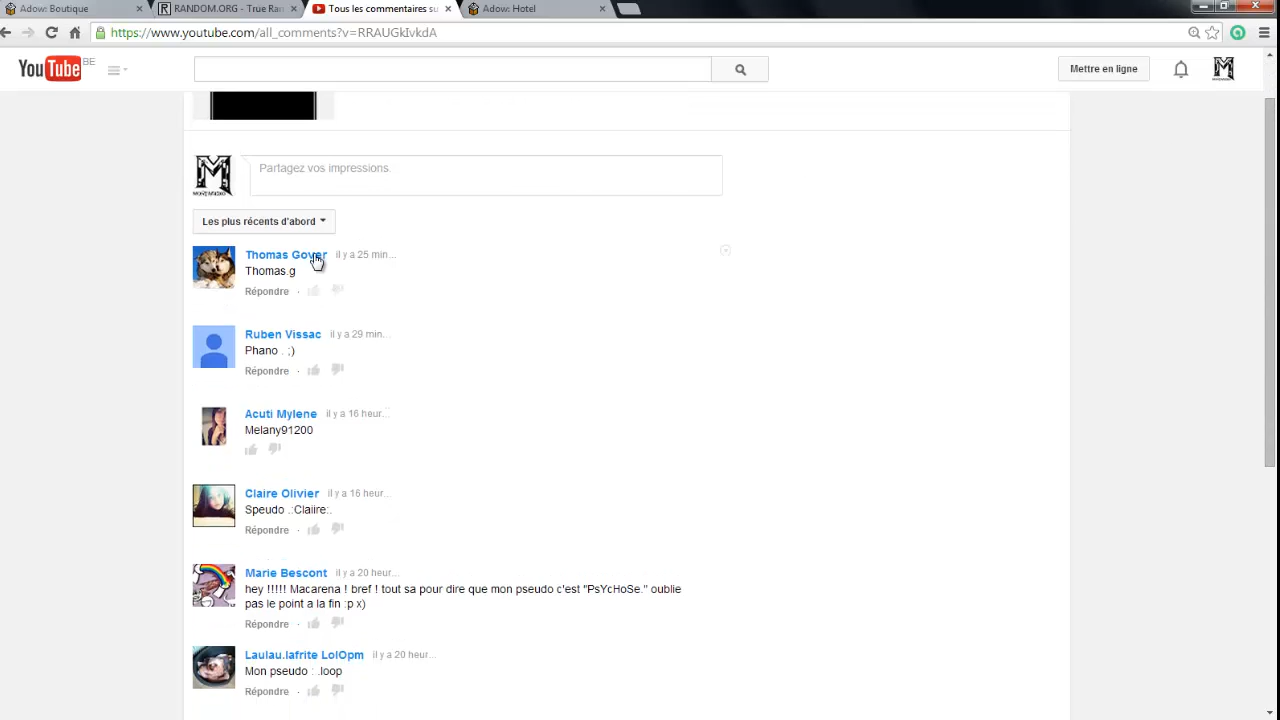 Adow: Boutique
RANDOM.ORG - True Ran
Tous les commentaires su
Adow: Hotel
https://www.youtube.com/all_comments?v=RRAUGkIvkdA
YouTube BE
Mettre en ligne
M
Partagez vos impressions.
Les plus récents d'abord
Thomas Gover il y a 25 min...
Thomas.g
Répondre ·
Ruben Vissac il y a 29 min...
Phano . ;)
Répondre ·
Acuti Mylene il y a 16 heur...
Melany91200
Claire Olivier il y a 16 heur...
Speudo .:Claiire:.
Répondre ·
Marie Bescont il y a 20 heur...
hey !!!!! Macarena ! bref ! tout sa pour dire que mon pseudo c'est "PsYcHoSe." oublie
pas le point a la fin :p x)
Répondre ·
Laulau.lafrite LolOpm il y a 20 heur...
Mon pseudo : .loop
Répondre ·